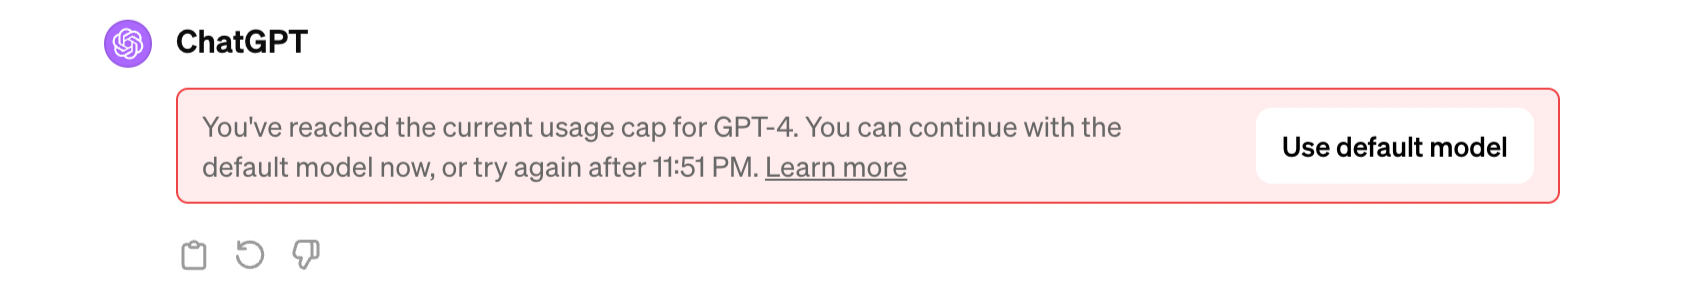 ChatGPT
You've reached the current usage cap for GPT-4. You can continue with the
default model now, or try again after 11:51 PM. Learn more
Use default model